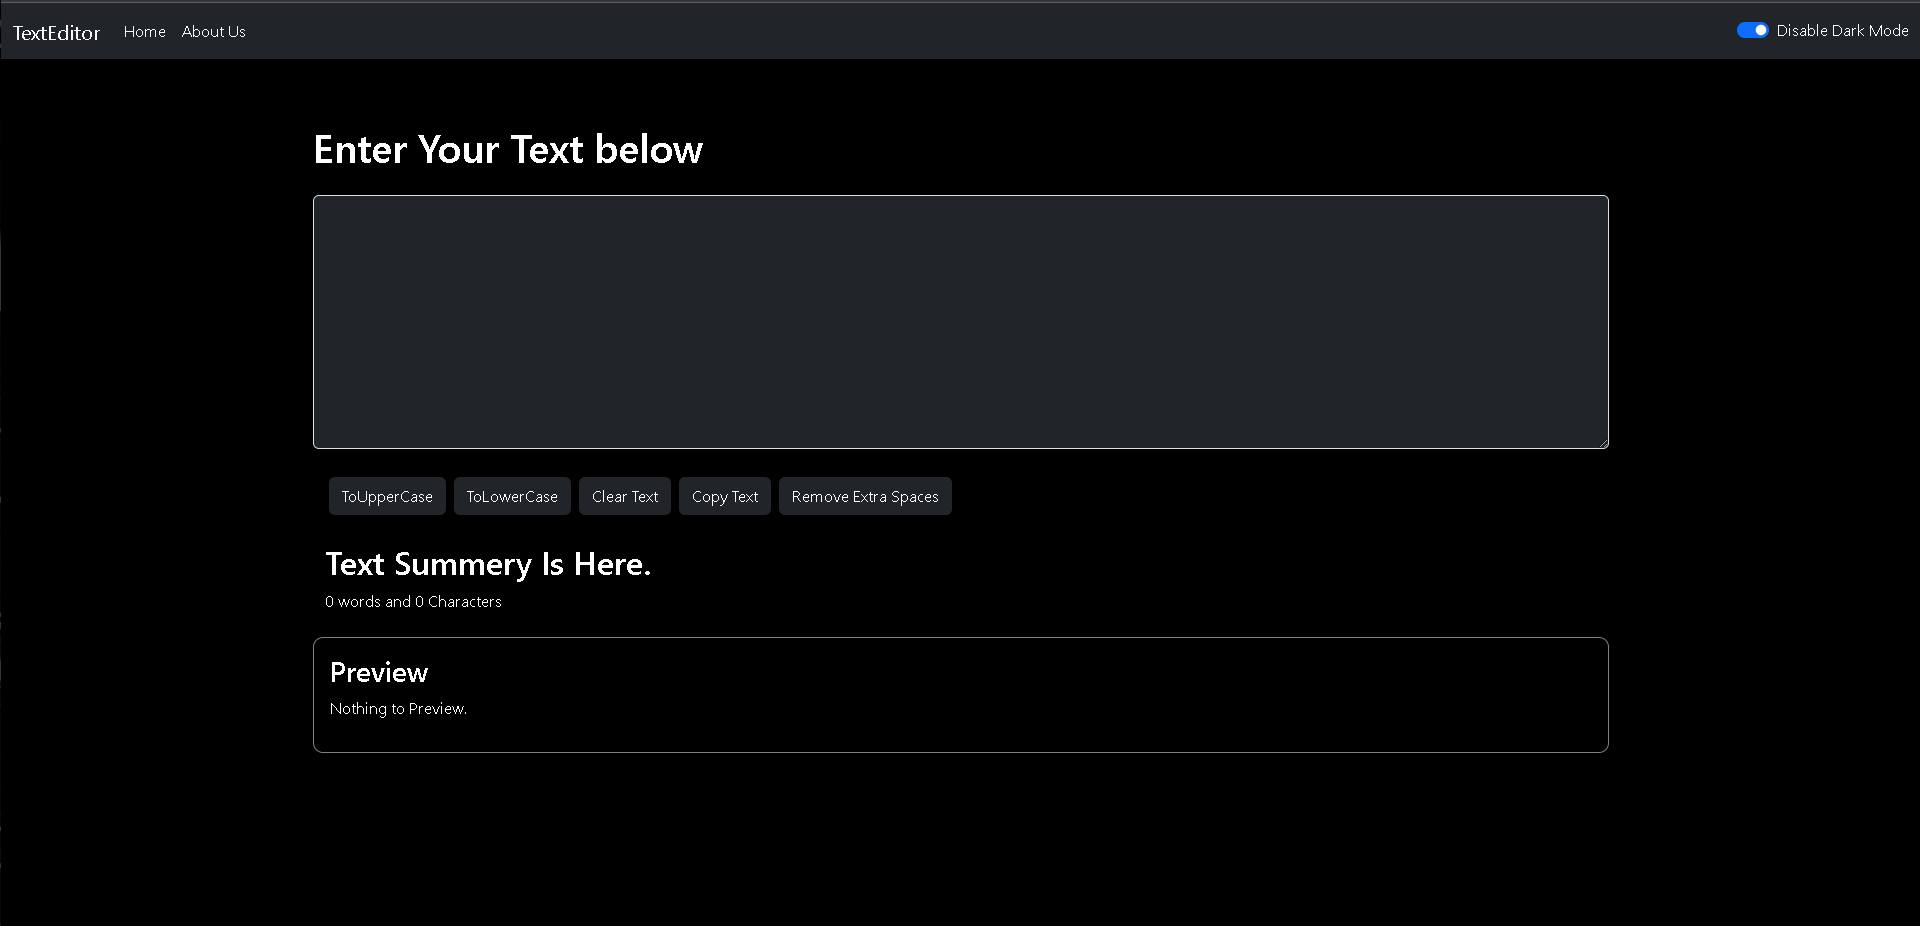 TextEditor Home About Us Disable Dark Mode
Enter Your Text below
ToUpperCase ToLowerCase Clear Text Copy Text Remove Extra Spaces
Text Summery Is Here.
0 words and 0 Characters
Preview
Nothing to Preview.